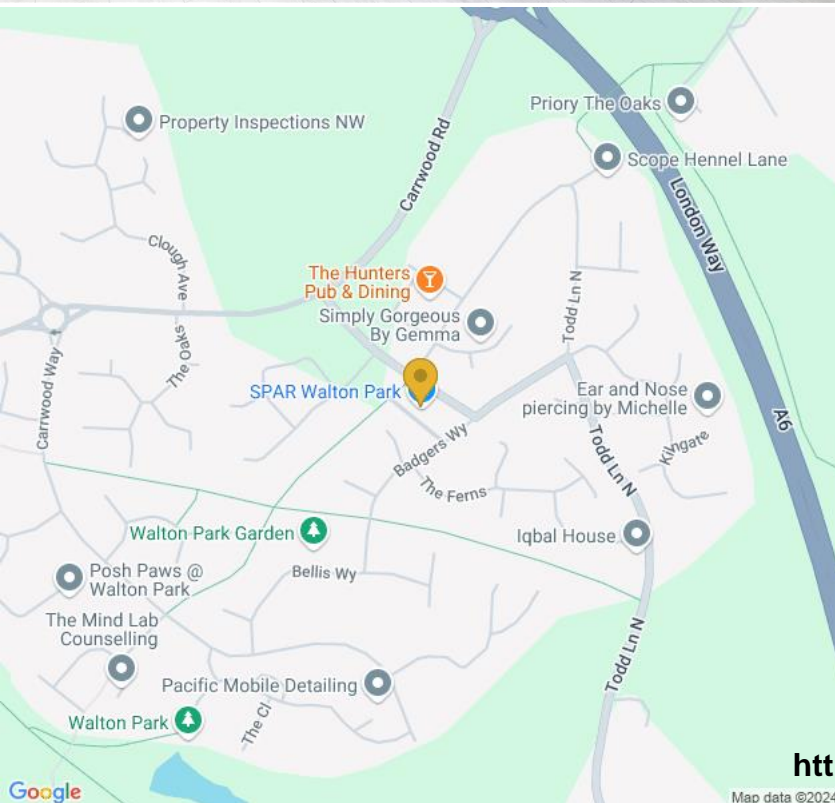 Property Inspections NW
Priory The Oaks
Scope Hennel Lane
Carrwood Rd
London Way
Clough Ave
The Hunters
Pub & Dining
Simply Gorgeous
By Gemma
Todd Ln N
The Oaks
Carrwood Way
SPAR Walton Park
Ear and Nose
piercing by Michelle
A6
Badgers Wy
Todd Ln N
Kilngate
The Ferns
Walton Park Garden
Iqbal House
Bellis Wy
Posh Paws @
Walton Park
The Mind Lab
Counselling
Todd Ln N
Pacific Mobile Detailing
Walton Park
The Cl
htt
Google
Map data ©2024